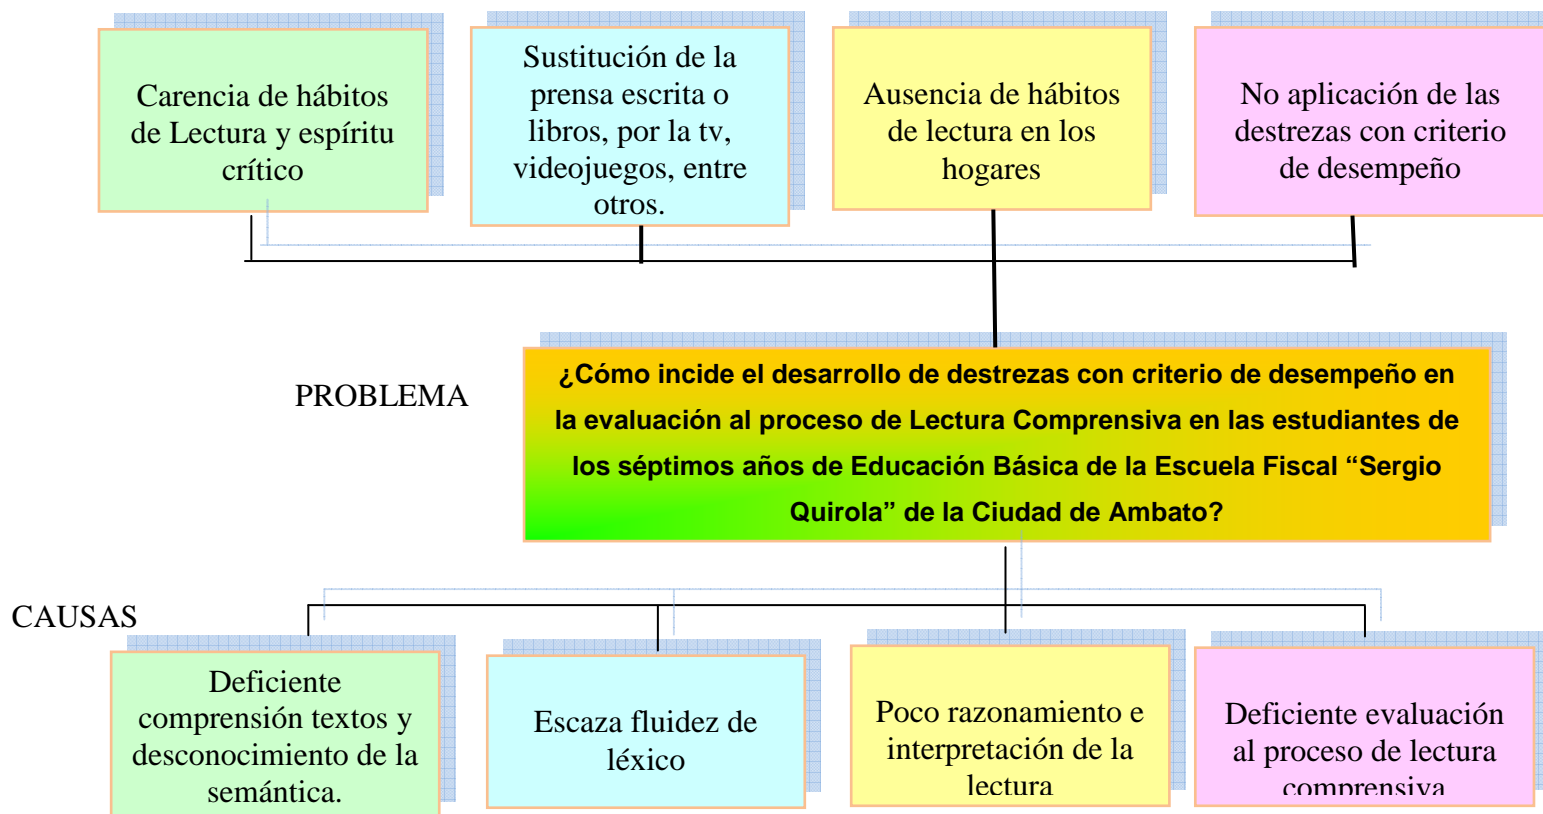 Carencia de hábitos
de Lectura y espíritu
crítico
Sustitución de la
prensa escrita o
libros, por la tv,
videojuegos, entre
otros.
Ausencia de hábitos
de lectura en los
hogares
No aplicación de las
destrezas con criterio
de desempeño
PROBLEMA
¿Cómo incide el desarrollo de destrezas con criterio de desempeño en
la evaluación al proceso de Lectura Comprensiva en las estudiantes de
los séptimos años de Educación Básica de la Escuela Fiscal “Sergio
Quirola” de la Ciudad de Ambato?
CAUSAS
Deficiente
comprensión textos y
desconocimiento de la
semántica.
Escaza fluidez de
léxico
Poco razonamiento e
interpretación de la
lectura
Deficiente evaluación
al proceso de lectura
comprensiva